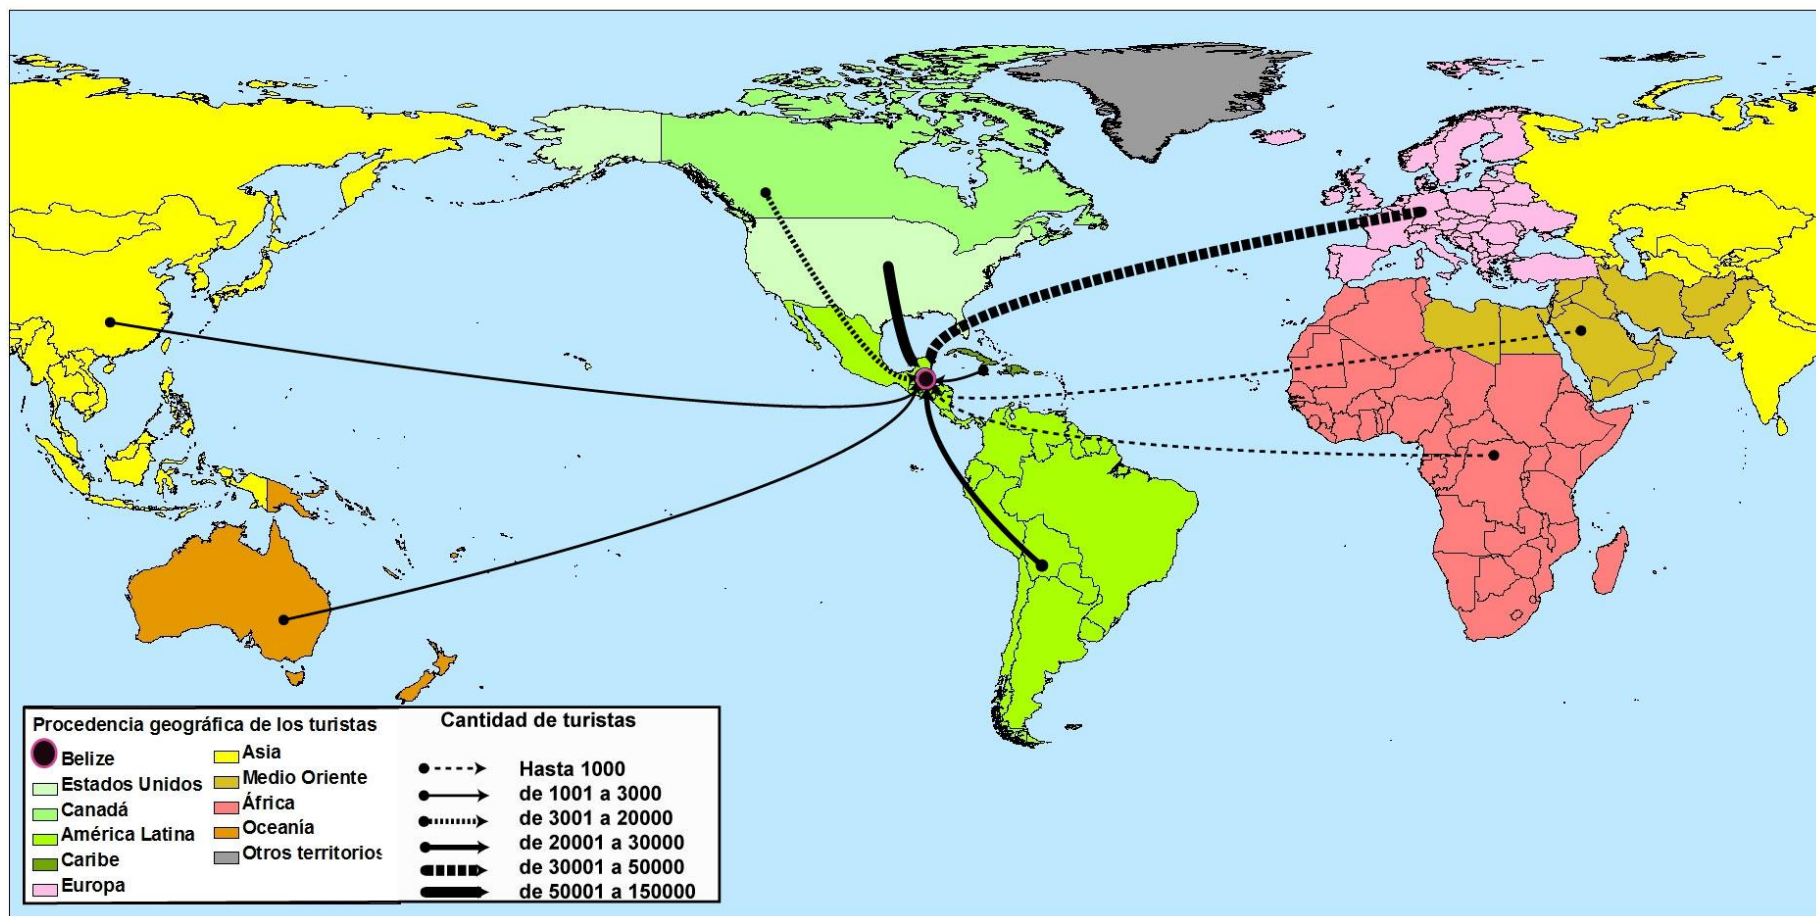 Procedencia geográfica de los turistas
Belize
Estados Unidos
Canadá
América Latina
Caribe
Europa
Asia
Medio Oriente
África
Oceanía
Otros territorios
Cantidad de turistas
Hasta 1000
de 1001 a 3000
de 3001 a 20000
de 20001 a 30000
de 30001 a 50000
de 50001 a 150000